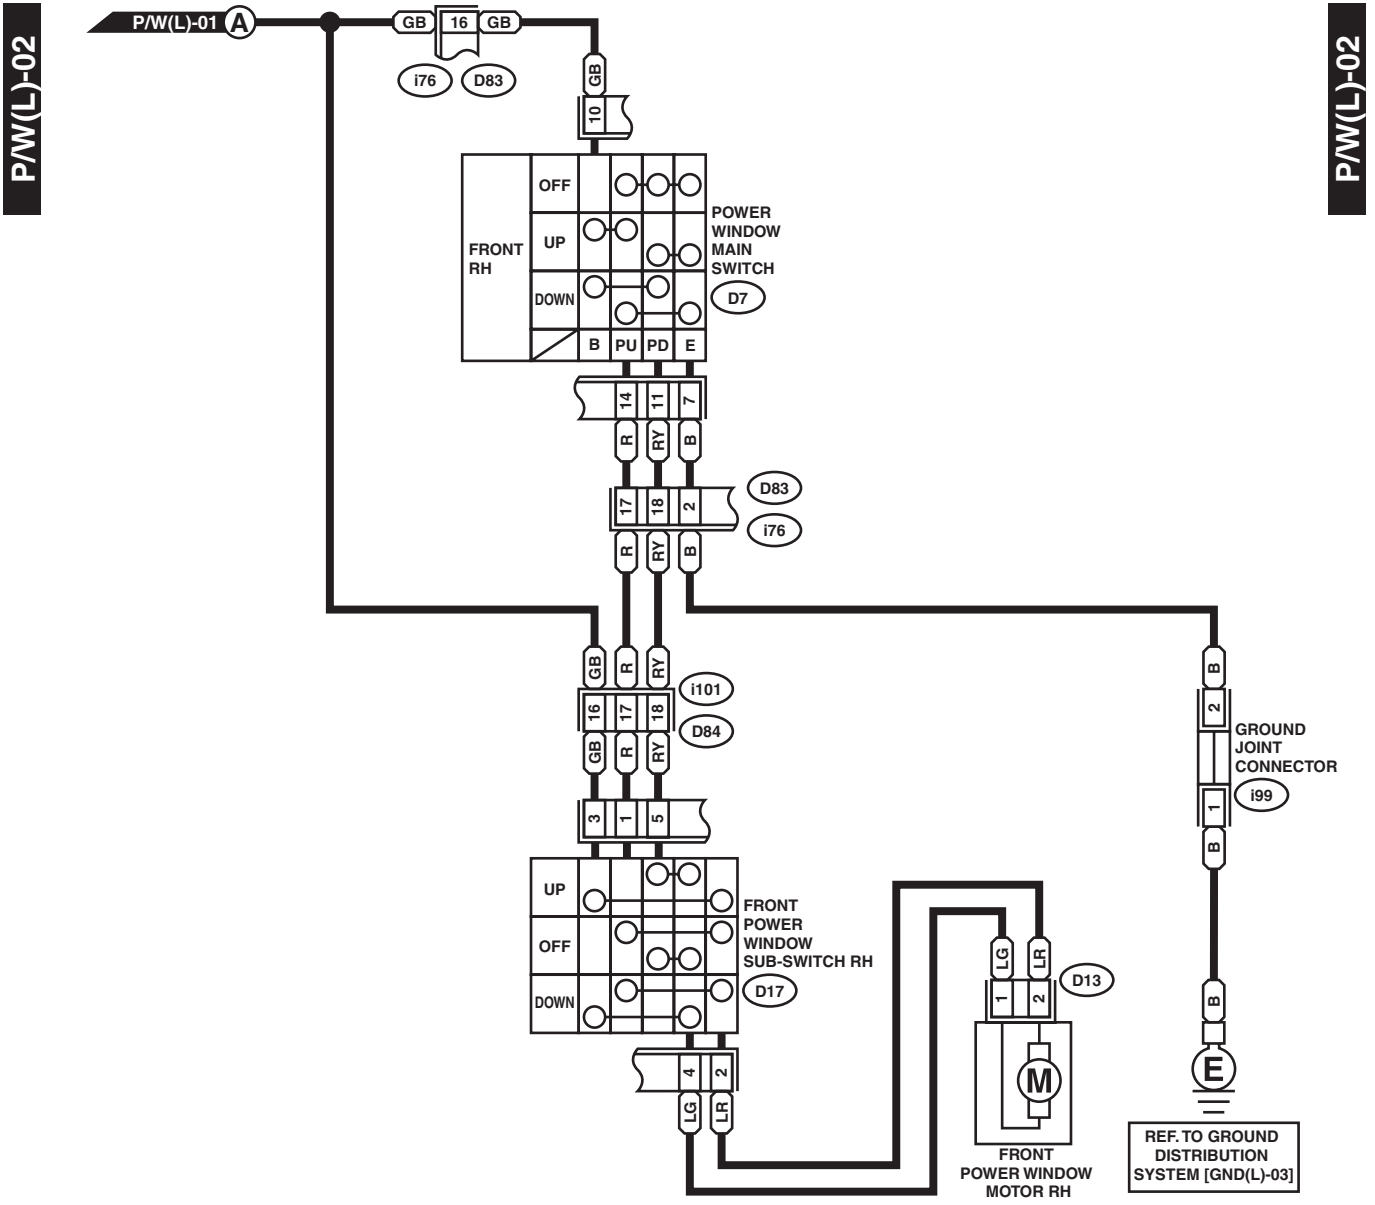 P/W(L)-02
P/W(L)-02
P/W(L)-01 A
GB 16 GB
i76 D83
GB
10
FRONT
RH
OFF
UP
DOWN
B PU PD E
POWER
WINDOW
MAIN
SWITCH
D7
14 11 7
R RY B
17 18 2
D83
i76
R RY B
GB R RY
16 17 18
i101
D84
GB R RY
3 1 5
UP
OFF
DOWN
FRONT
POWER
WINDOW
SUB-SWITCH RH
D17
4 2
LG LR
LG LR
1 2
D13
M
FRONT
POWER WINDOW
MOTOR RH
B
2
GROUND
JOINT
CONNECTOR
i99
1
B
B
E
REF. TO GROUND
DISTRIBUTION
SYSTEM [GND(L)-03]